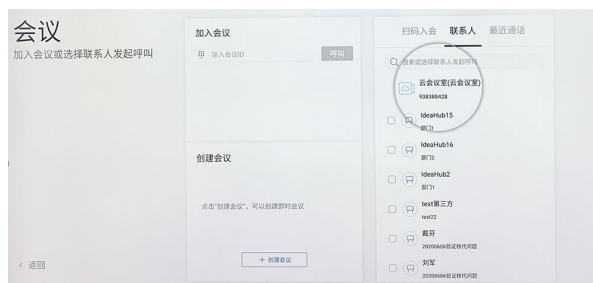 会议
加入会议或选择联系人发起呼叫
返回
加入会议
输入会议ID
呼叫
创建会议
点击"创建会议",可以创建即时会议
+ 创建会议
扫码入会 联系人 最近通话
搜索或选择联系人发起呼叫
云会议室(云会议室)
938388428
IdeaHub15
部门1
IdeaHub16
部门2
IdeaHub2
部门1
test第三方
test22
戴芬
20200606验证核代问题
刘军
20200606验证核代问题